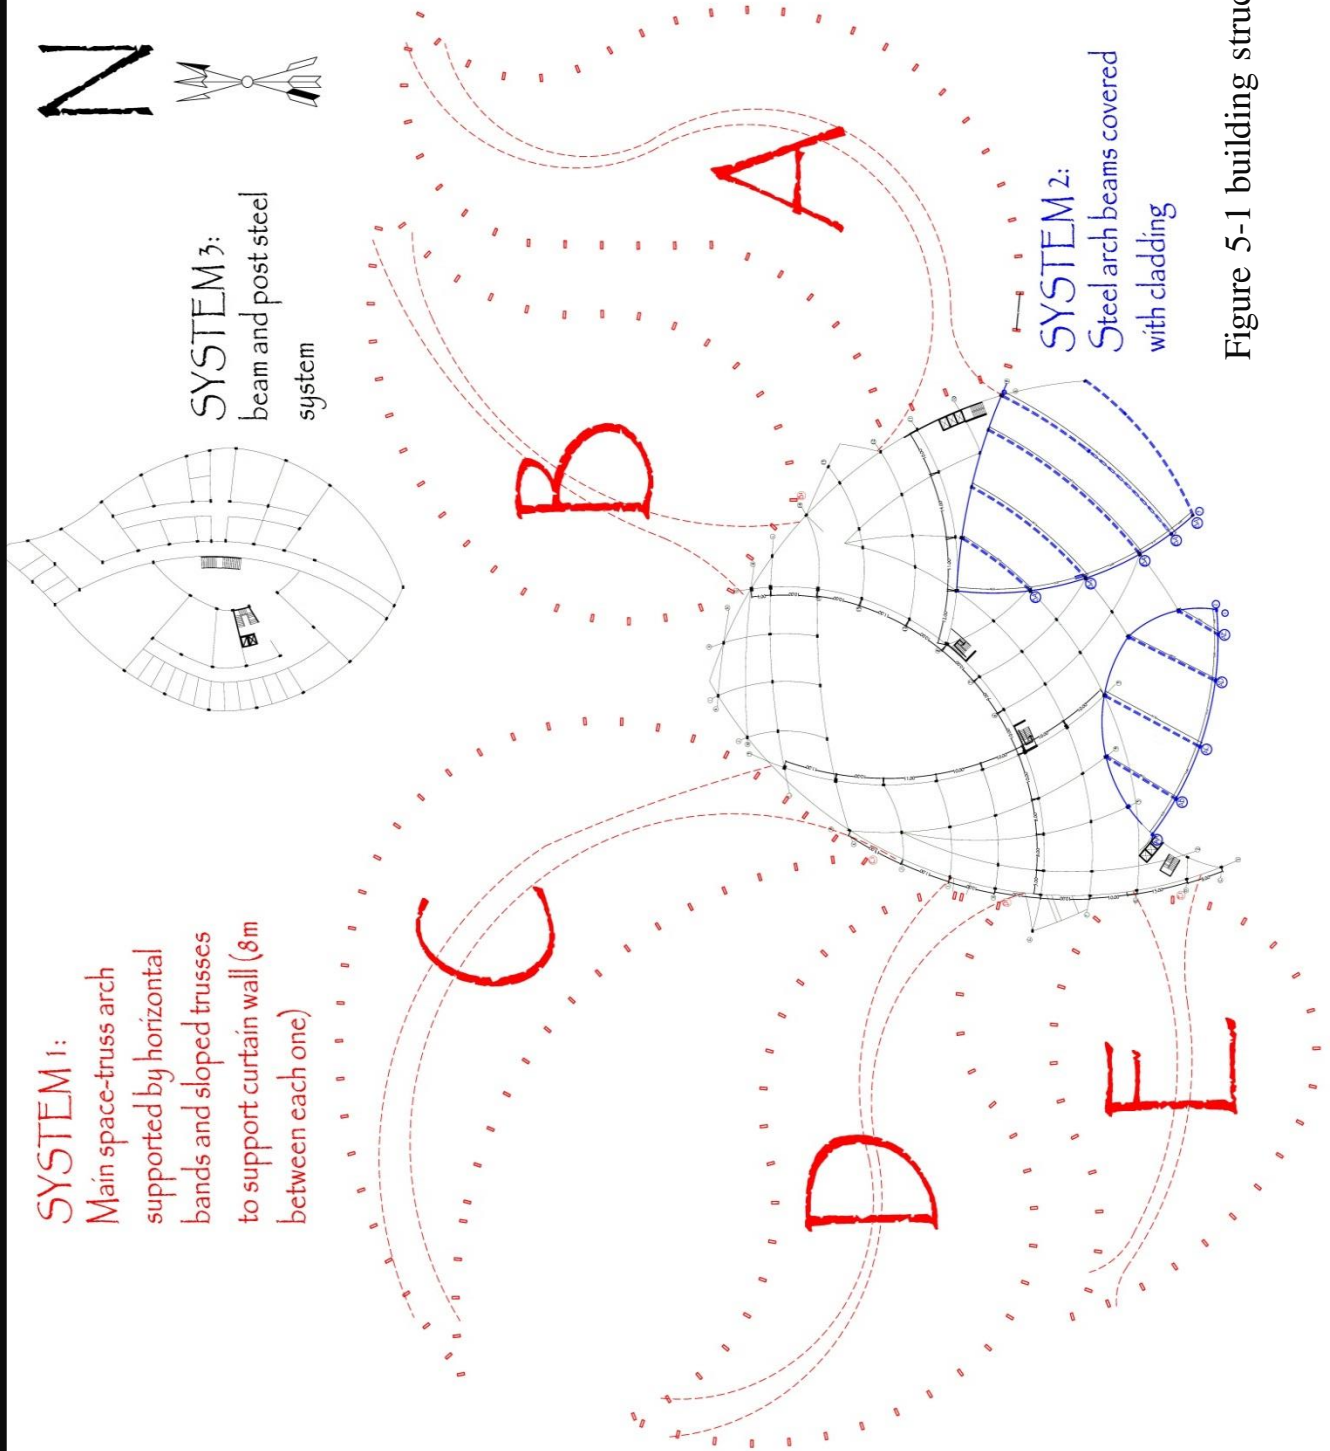 N
SYSTEM 1:
Main space-truss arch
supported by horizontal
bands and sloped trusses
to support curtain wall (8m
between each one)
SYSTEM 3:
beam and post steel
system
C
B
A
D
E
SYSTEM 2:
Steel arch beams covered
with cladding
Figure 5-1 building struc